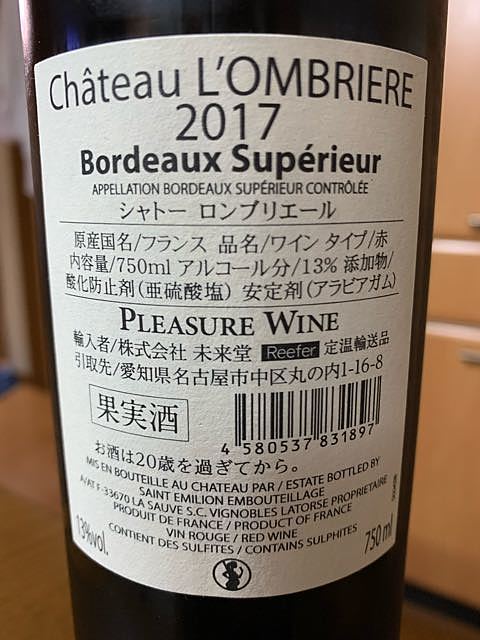 Château L'OMBRIERE
2017
Bordeaux Supérieur
APPELLATION BORDEAUX SUPÉRIEUR CONTRÔLÉE
シャトー ロンブリエール
原産国名/フランス 品名/ワイン タイプ/赤
内容量/750ml アルコール分/13% 添加物/
酸化防止剤(亜硫酸塩) 安定剤(アラビアガム)
PLEASURE WINE
輸入者/株式会社 未来堂 Reefer 定温輸送品
引取先/愛知県名古屋市中区丸の内1-16-8
果実酒
4 580537 831897
お酒は20歳を過ぎてから。
MIS EN BOUTEILLE AU CHATEAU PAR / ESTATE BOTTLED BY
SAINT EMILION EMBOUTEILLAGE
A/AT F-33670 LA SAUVE S.C. VIGNOBLES LATORSE PROPRIETAIRE
PRODUIT DE FRANCE / PRODUCT OF FRANCE
VIN ROUGE / RED WINE
13%vol.
CONTIENT DES SULFITES / CONTAINS SULPHITES
750 ml